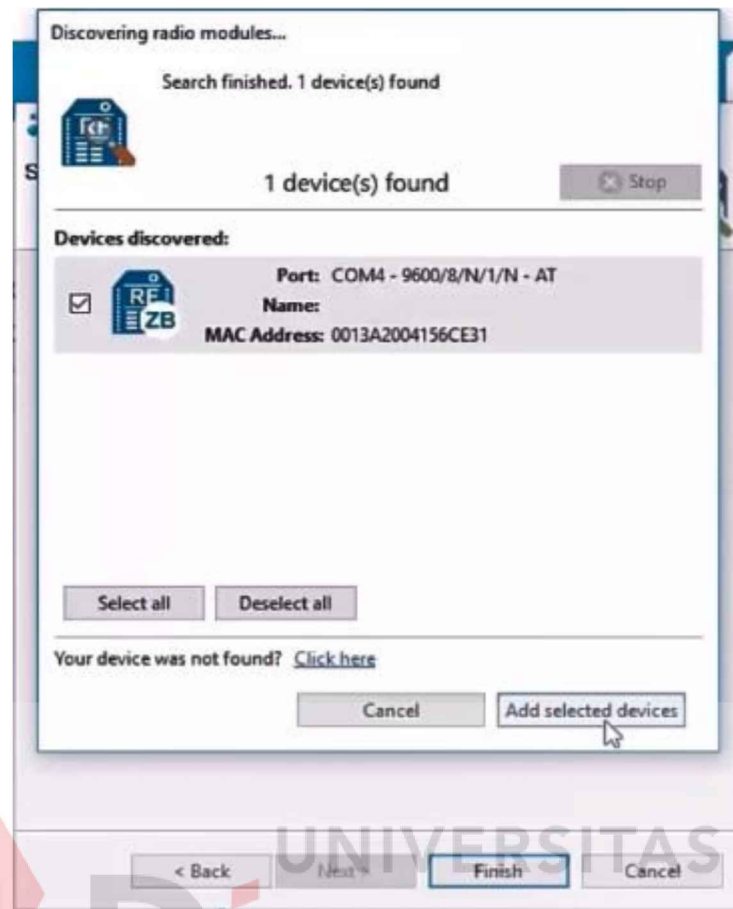 Discovering radio modules...
Search finished. 1 device(s) found
1 device(s) found
Stop
Devices discovered:
Port: COM4 - 9600/8/N/1/N - AT
Name:
MAC Address: 0013A2004156CE31
RF
ZB
Select all
Deselect all
Your device was not found? Click here
Cancel
Add selected devices
UNIVERSITAS
< Back
Next >
Finish
Cancel